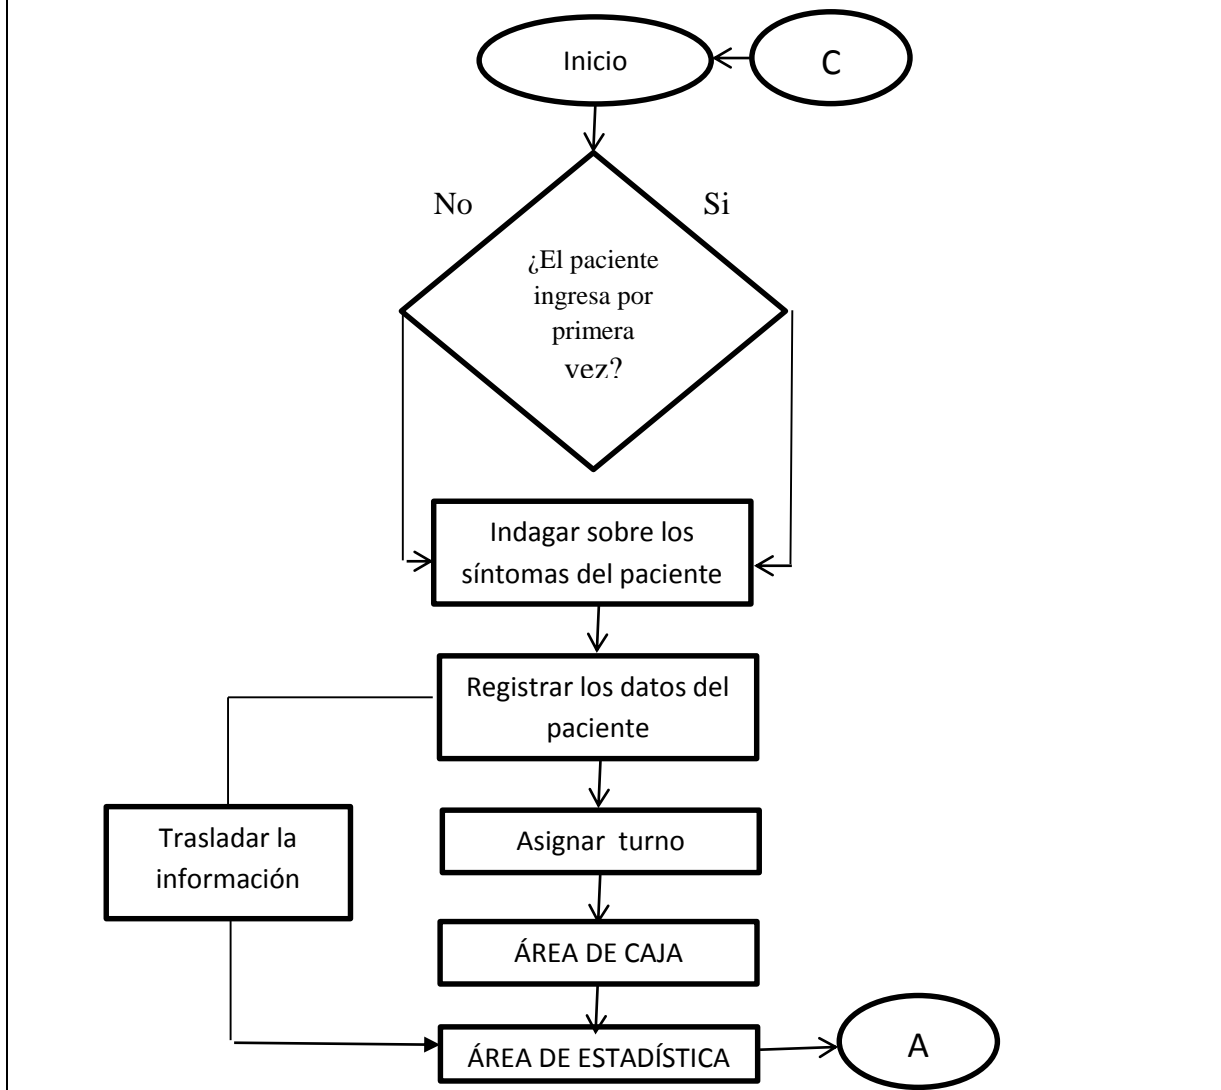 Inicio
C
No
Si
¿El paciente
ingresa por
primera
vez?
Indagar sobre los
síntomas del paciente
Registrar los datos del
paciente
Trasladar la
información
Asignar turno
ÁREA DE CAJA
ÁREA DE ESTADÍSTICA
A